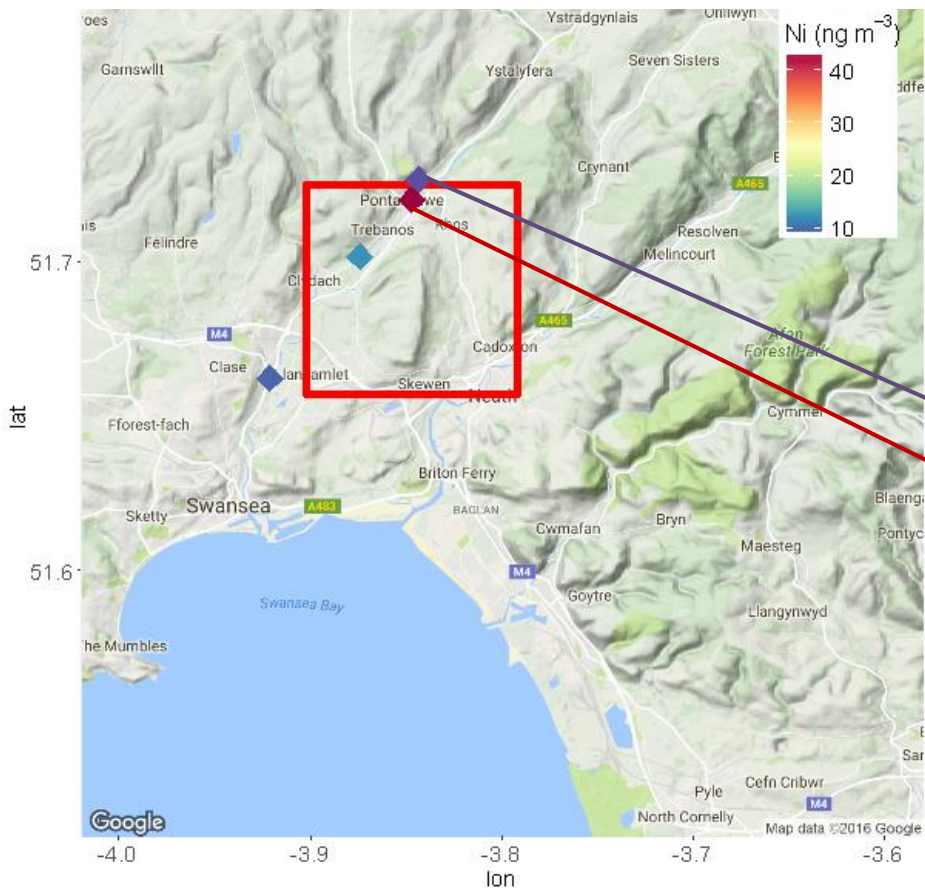 Ystradgynlais
Onllwyn
Garnswllt
Ystalyfera
Seven Sisters
Ni (ng m⁻³)
40
30
20
10
Crynant
A465
Felindre
Trebanos
Rhos
Resolven
Melincourt
51.7
Clydach
A465
M4
Cadoxton
Afan
Forest Park
Clase
Skewen
Neath
Cymmer
Fforest-fach
lat
Briton Ferry
Swansea
A483
BAGLAN
Sketty
Cwmafan
Bryn
Maesteg
51.6
M4
Goytre
Swansea Bay
Llangynwyd
The Mumbles
Cefn Cribwr
Pyle
M4
North Cornelly
Google
Map data ©2016 Google
-4.0
-3.9
-3.8
-3.7
-3.6
lon